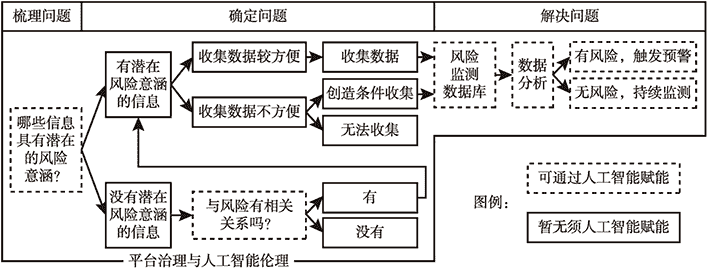 梳理问题
确定问题
解决问题
哪些信息
具有潜在
的风险
意涵?
有潜在
风险意涵
的信息
收集数据较方便
收集数据
收集数据不方便
创造条件收集
无法收集
风险
监测
数据库
数据
分析
有风险，触发预警
无风险，持续监测
没有潜在
风险意涵
的信息
与风险有相关
关系吗?
有
没有
图例：
可通过人工智能赋能
暂无须人工智能赋能
平台治理与人工智能伦理